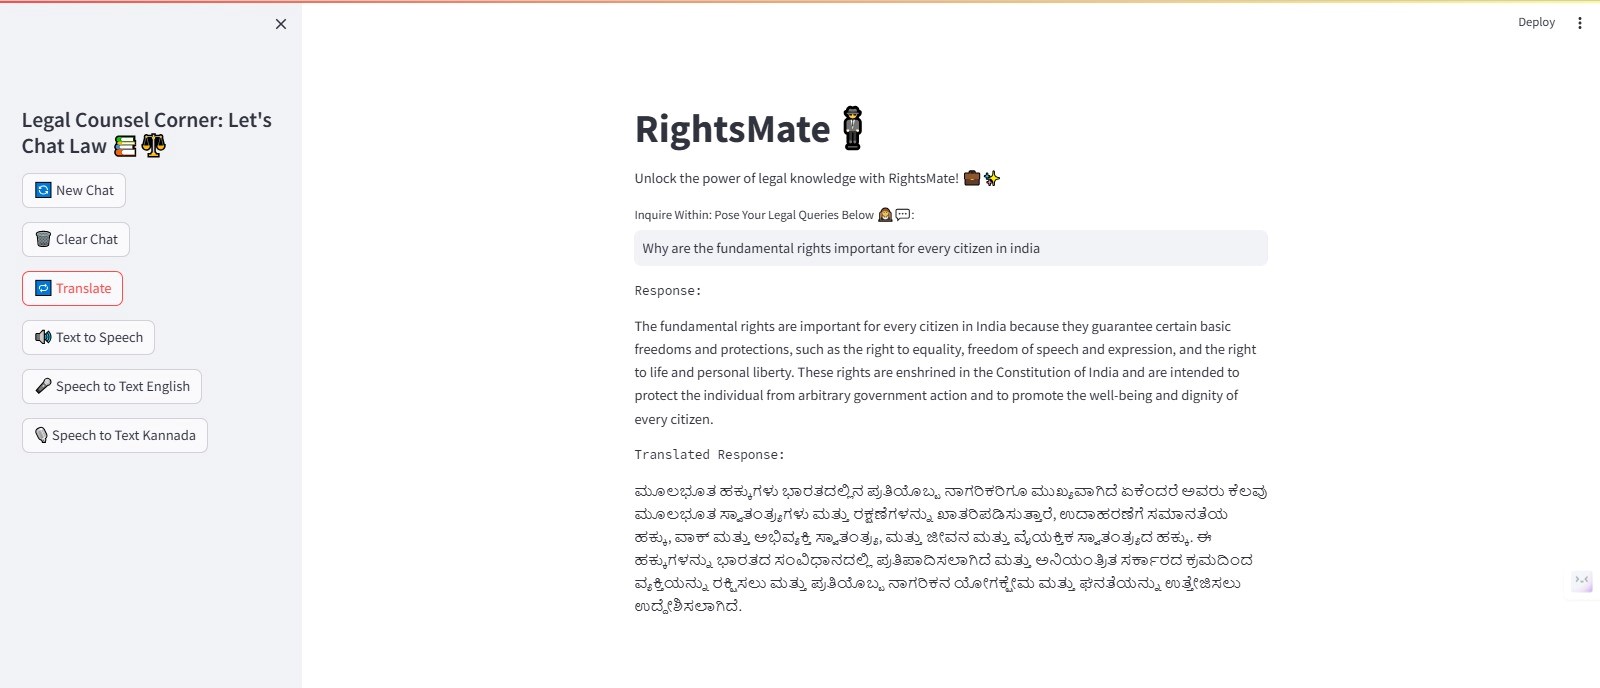 Deploy
Legal Counsel Corner: Let's
Chat Law 📚⚖️
🔄 New Chat
🗑️ Clear Chat
🔁 Translate
🔊 Text to Speech
🎤 Speech to Text English
🎙️ Speech to Text Kannada
RightsMate🕴️
Unlock the power of legal knowledge with RightsMate! 💼✨
Inquire Within: Pose Your Legal Queries Below 👩‍⚖️💬:
Why are the fundamental rights important for every citizen in india
Response:
The fundamental rights are important for every citizen in India because they guarantee certain basic
freedoms and protections, such as the right to equality, freedom of speech and expression, and the right
to life and personal liberty. These rights are enshrined in the Constitution of India and are intended to
protect the individual from arbitrary government action and to promote the well-being and dignity of
every citizen.
Translated Response:
ಮೂಲಭೂತ ಹಕ್ಕುಗಳು ಭಾರತದಲ್ಲಿನ ಪ್ರತಿಯೊಬ್ಬ ನಾಗರಿಕರಿಗೂ ಮುಖ್ಯವಾಗಿದೆ ಏಕೆಂದರೆ ಅವರು ಕೆಲವು
ಮೂಲಭೂತ ಸ್ವಾತಂತ್ರ್ಯಗಳು ಮತ್ತು ರಕ್ಷಣೆಗಳನ್ನು ಖಾತರಿಪಡಿಸುತ್ತಾರೆ, ಉದಾಹರಣೆಗೆ ಸಮಾನತೆಯ
ಹಕ್ಕು, ವಾಕ್ ಮತ್ತು ಅಭಿವ್ಯಕ್ತಿ ಸ್ವಾತಂತ್ರ್ಯ, ಮತ್ತು ಜೀವನ ಮತ್ತು ವೈಯಕ್ತಿಕ ಸ್ವಾತಂತ್ರ್ಯದ ಹಕ್ಕು. ಈ
ಹಕ್ಕುಗಳನ್ನು ಭಾರತದ ಸಂವಿಧಾನದಲ್ಲಿ ಪ್ರತಿಪಾದಿಸಲಾಗಿದೆ ಮತ್ತು ಅನಿಯಂತ್ರಿತ ಸರ್ಕಾರದ ಕ್ರಮದಿಂದ
ವ್ಯಕ್ತಿಯನ್ನು ರಕ್ಷಿಸಲು ಮತ್ತು ಪ್ರತಿಯೊಬ್ಬ ನಾಗರಿಕನ ಯೋಗಕ್ಷೇಮ ಮತ್ತು ಘನತೆಯನ್ನು ಉತ್ತೇಜಿಸಲು
ಉದ್ದೇಶಿಸಲಾಗಿದೆ.